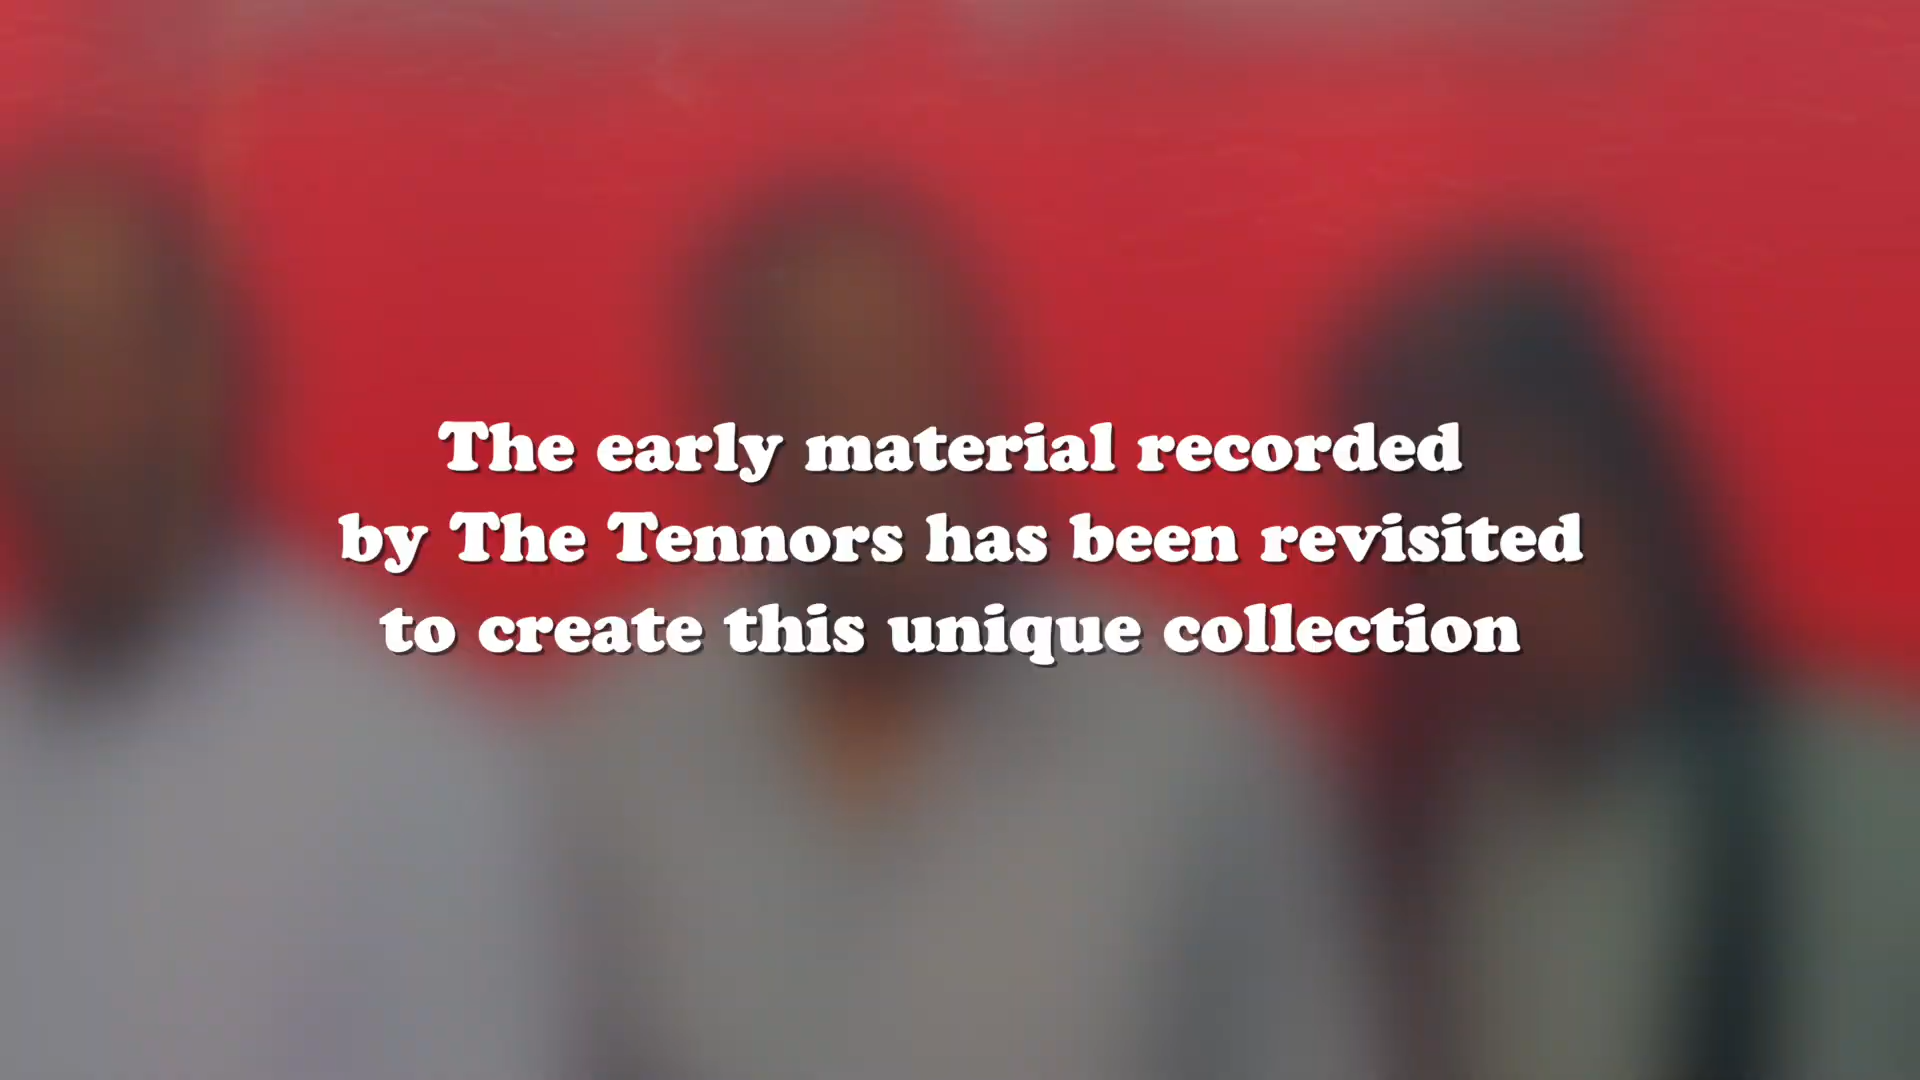 The early material recorded
by The Tennors has been revisited
to create this unique collection